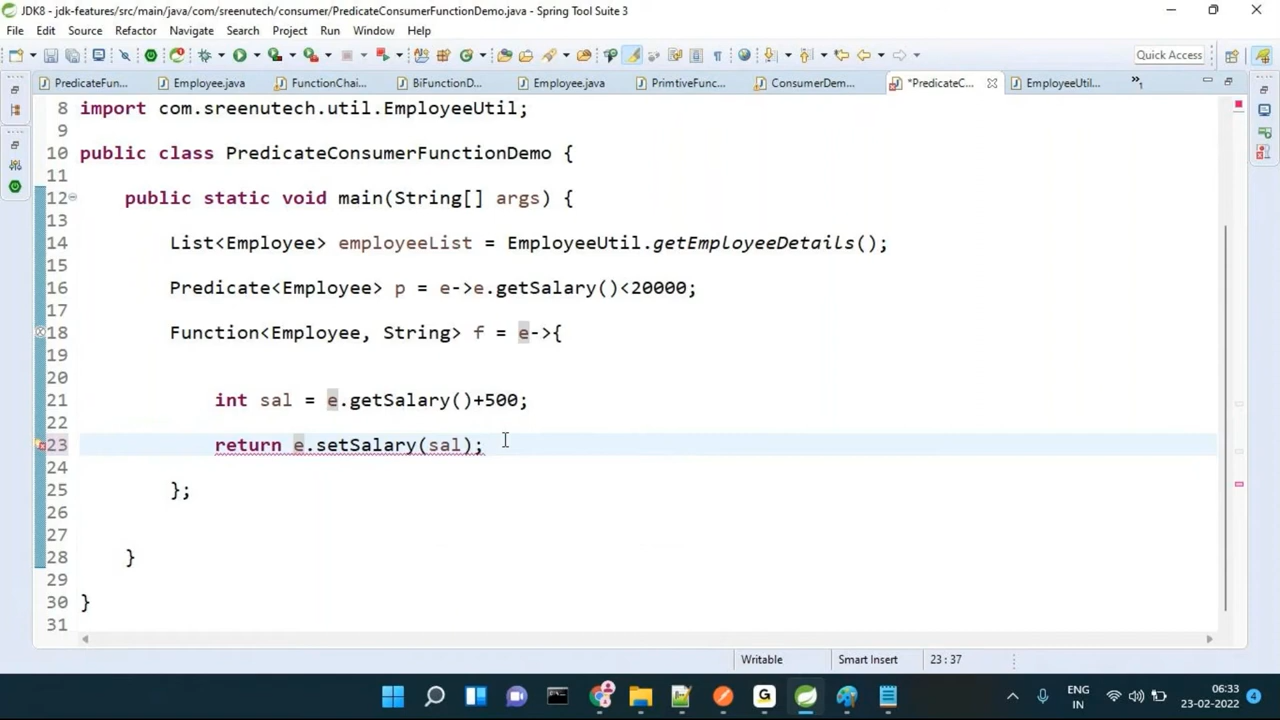 JDK8 - jdk-features/src/main/java/com/sreenutech/consumer/PredicateConsumerFunctionDemo.java - Spring Tool Suite 3
File Edit Source Refactor Navigate Search Project Run Window Help
Quick Access
PredicateFun... Employee.java FunctionChai... BiFunctionD... Employee.java PrimtiveFunc... ConsumerDem... *PredicateC... EmployeeUtil... »1
8 import com.sreenutech.util.EmployeeUtil;
9
10 public class PredicateConsumerFunctionDemo {
11
12 public static void main(String[] args) {
13
14 List<Employee> employeeList = EmployeeUtil.getEmployeeDetails();
15
16 Predicate<Employee> p = e->e.getSalary()<20000;
17
18 Function<Employee, String> f = e->{
19
20
21 int sal = e.getSalary()+500;
22
23 return e.setSalary(sal);
24
25 };
26
27
28 }
29
30 }
31
Writable Smart Insert 23 : 37
ENG IN 06:33 23-02-2022 4